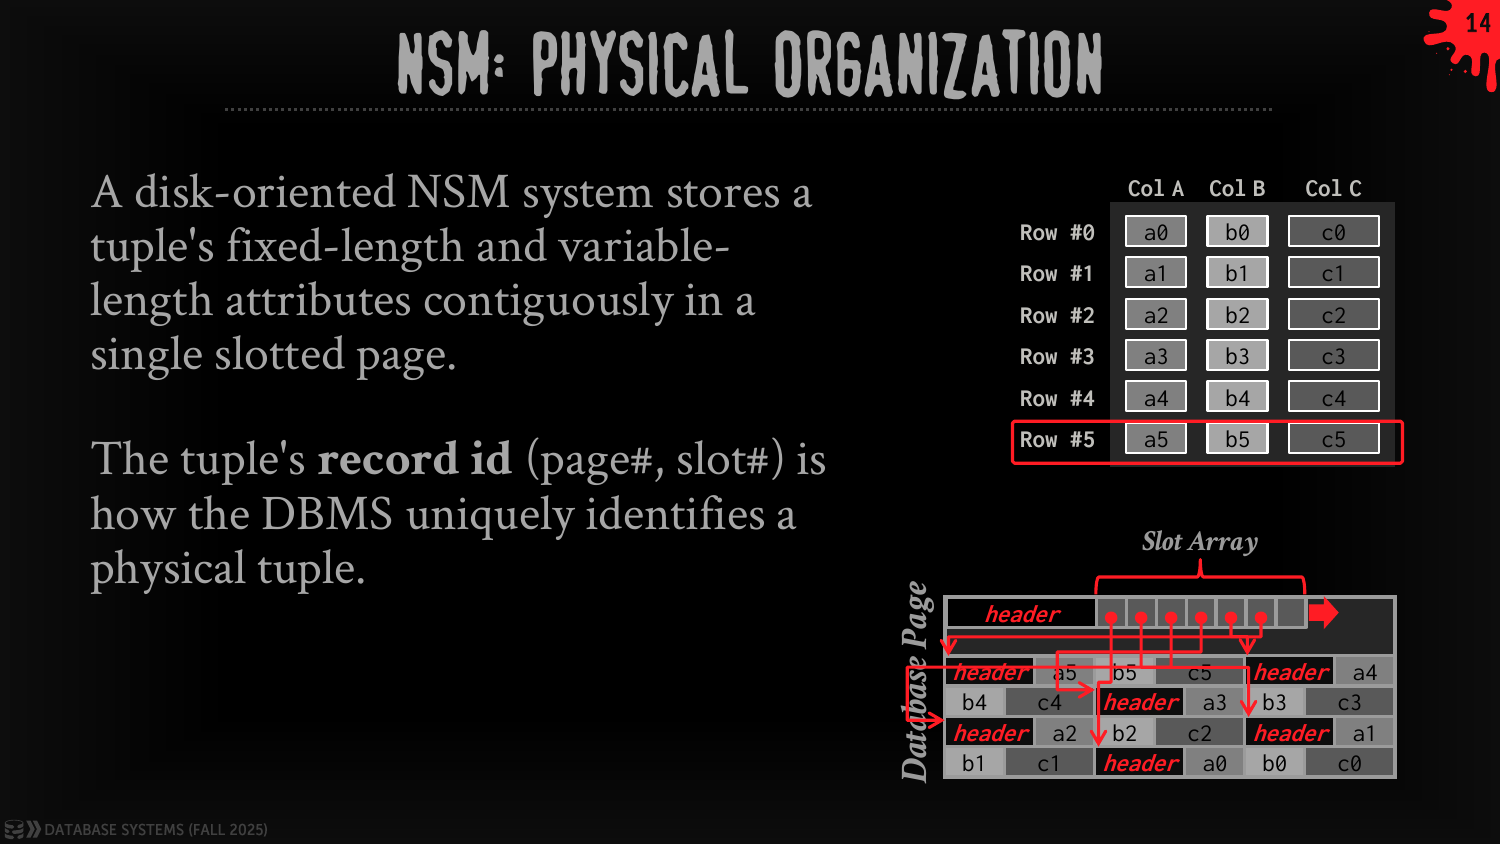 14
NSM: PHYSICAL ORGANIZATION
A disk-oriented NSM system stores a
tuple's fixed-length and variable-
length attributes contiguously in a
single slotted page.
The tuple's record id (page#, slot#) is
how the DBMS uniquely identifies a
physical tuple.
Col A Col B Col C
Row #0 a0 b0 c0
Row #1 a1 b1 c1
Row #2 a2 b2 c2
Row #3 a3 b3 c3
Row #4 a4 b4 c4
Row #5 a5 b5 c5
Slot Array
Database Page
header
header a5 b5 c5 header a4
b4 c4 header a3 b3 c3
header a2 b2 c2 header a1
b1 c1 header a0 b0 c0
DATABASE SYSTEMS (FALL 2025)